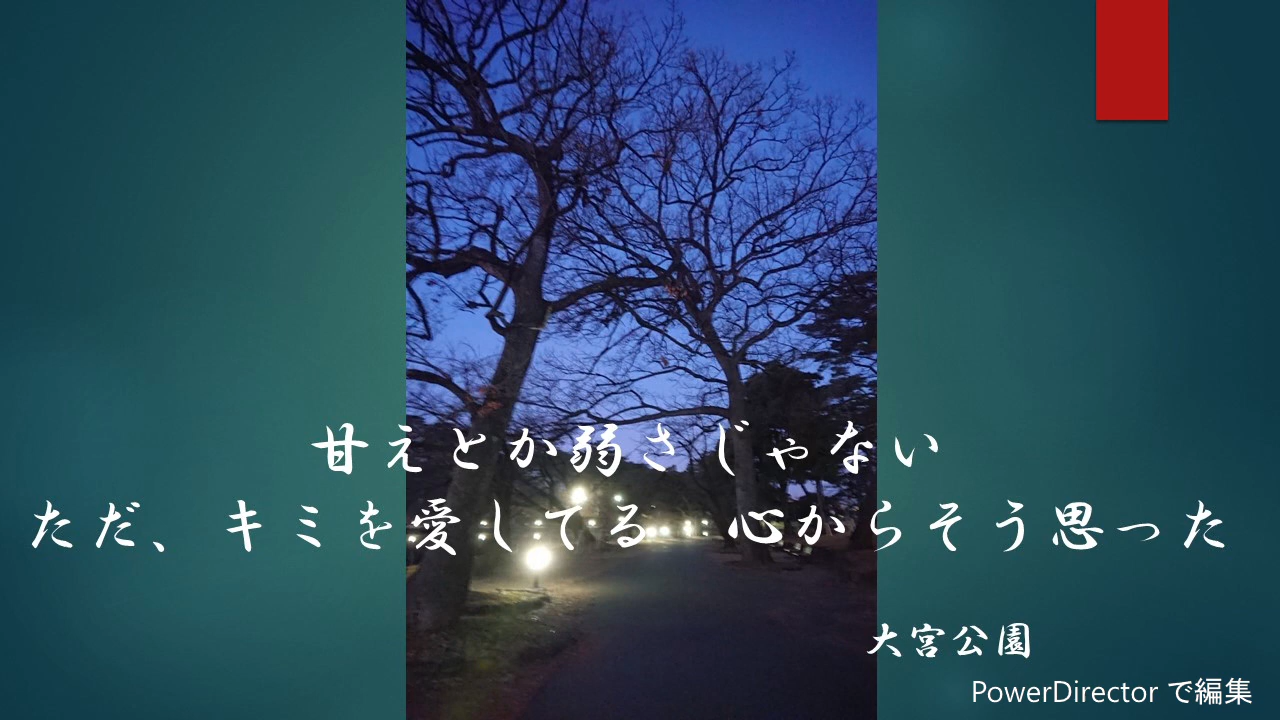 甘えとか弱さじゃない
ただ、キミを愛してる 心からそう思った
大宮公園
PowerDirector で編集